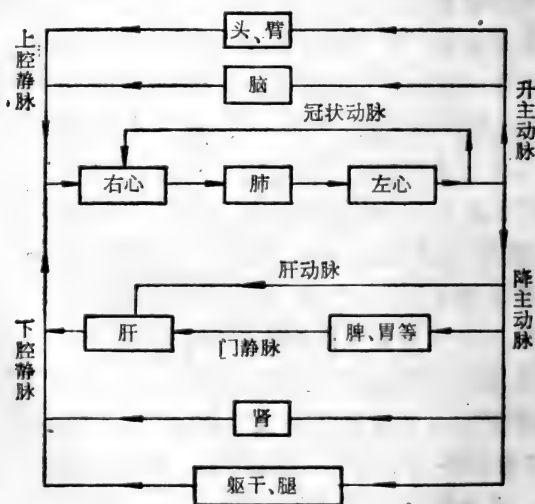 头、臂
上腔静脉
脑
升主动脉
冠状动脉
右心
肺
左心
肝动脉
降主动脉
肝
门静脉
脾、胃等
下腔静脉
肾
躯干、腿